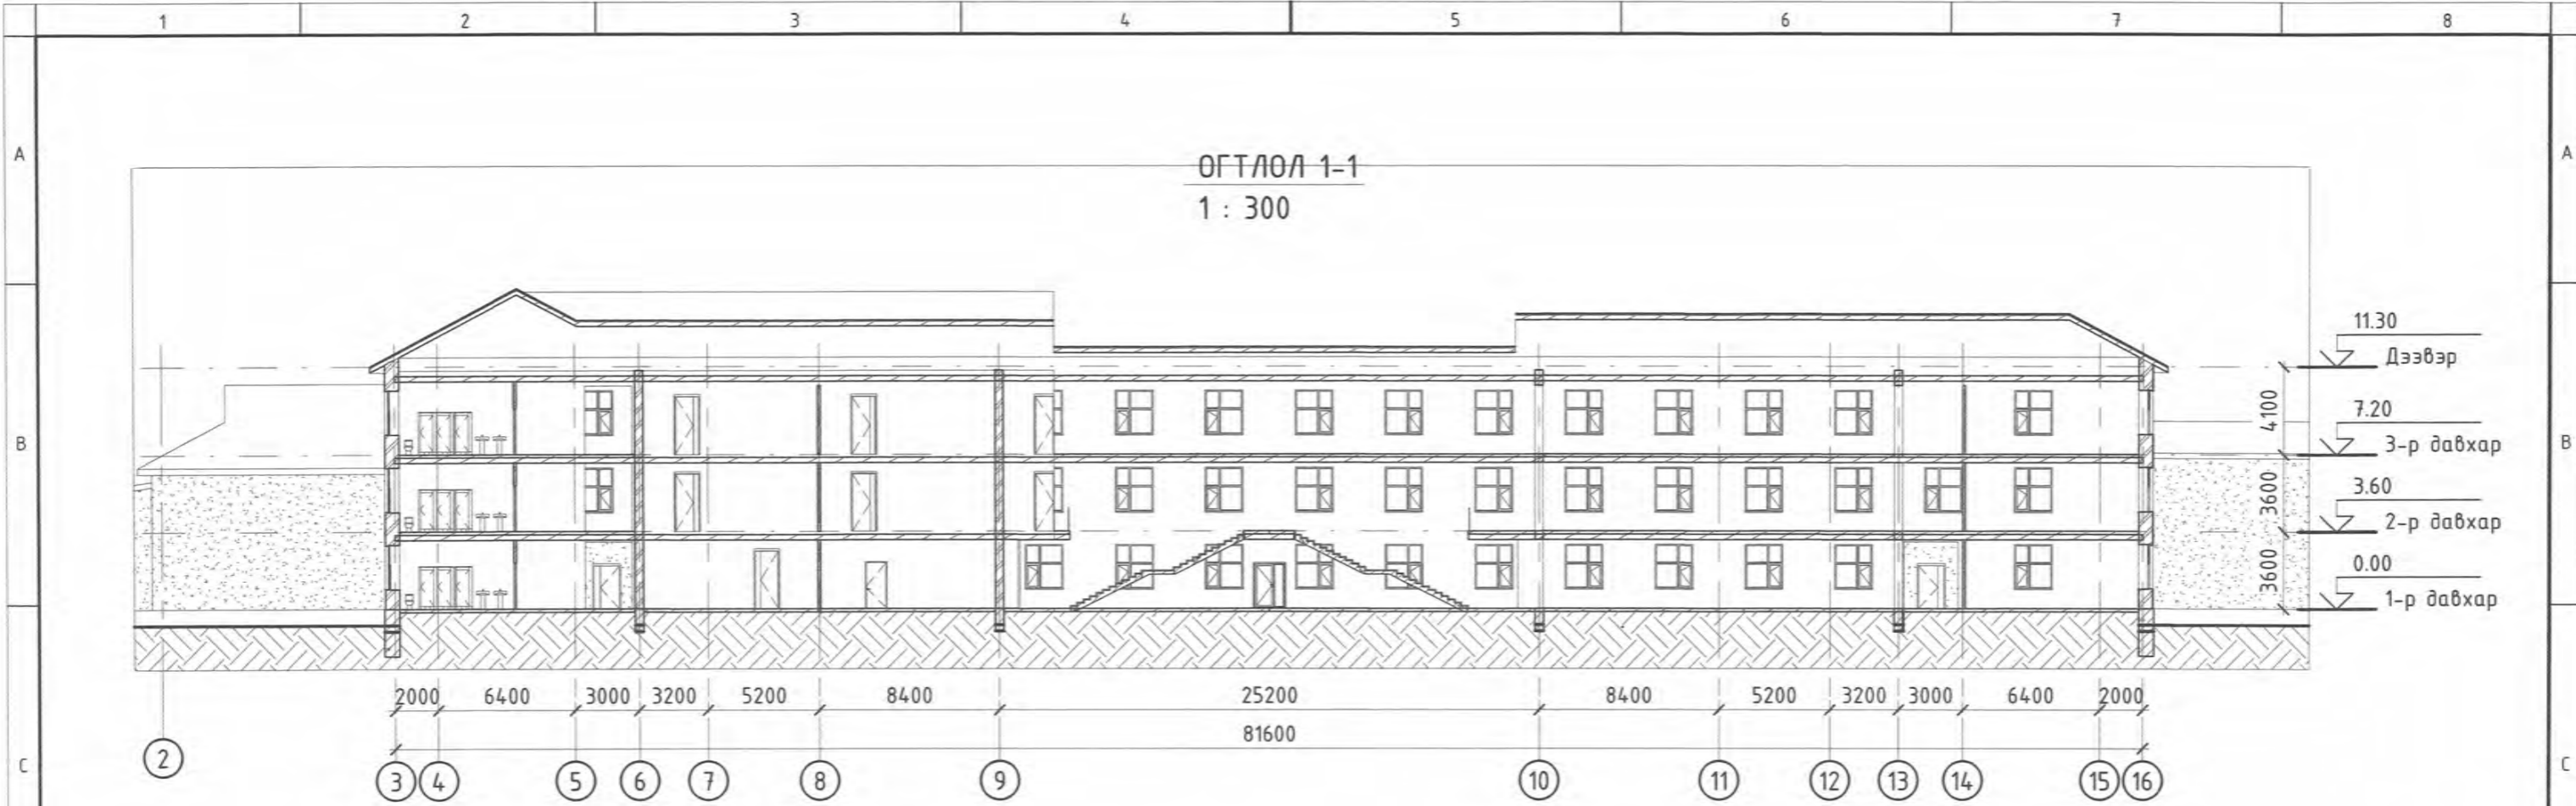 1 2 3 4 5 6 7 8
A A
ОГТЛОЛ 1-1
1 : 300
11.30
Дээвэр
4100
7.20
3-р давхар
B B
3600
3.60
2-р давхар
3600
0.00
1-р давхар
2000 6400 3000 3200 5200 8400 25200 8400 5200 3200 3000 6400 2000
81600
2
C C
3 4 5 6 7 8 9 10 11 12 13 14 15 16